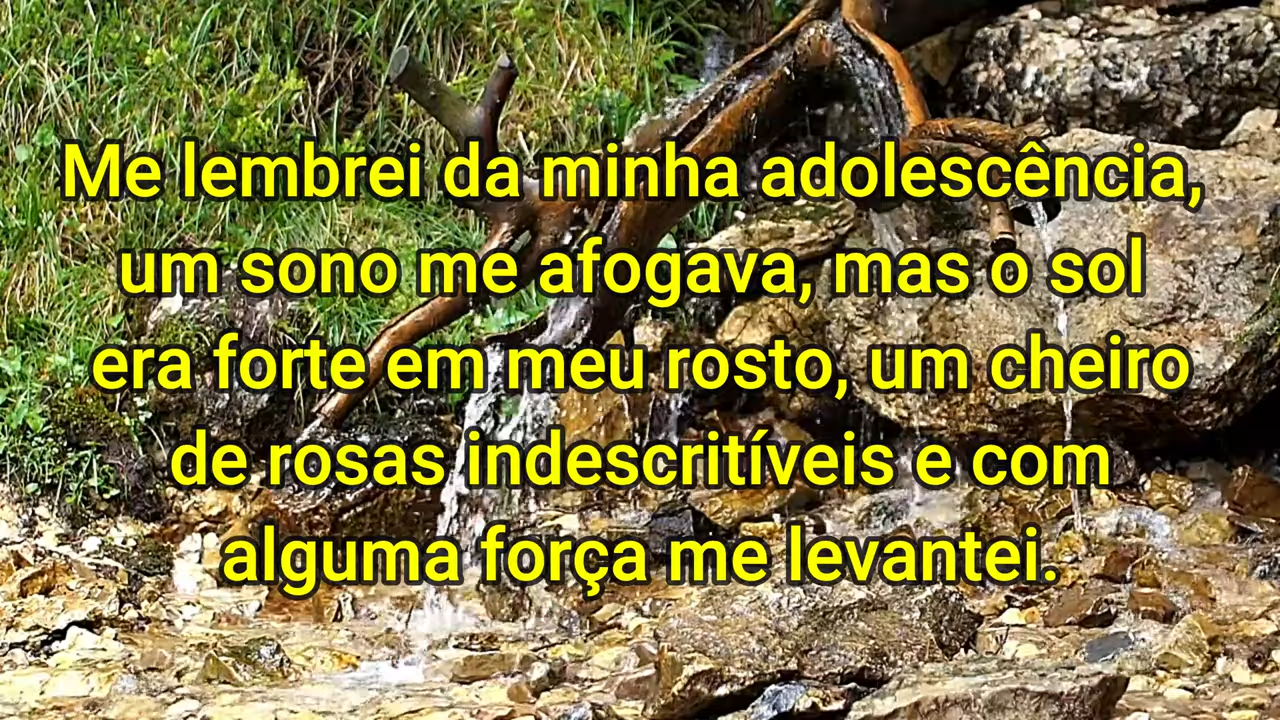 Me lembrei da minha adolescência,
um sono me afogava, mas o sol
era forte em meu rosto, um cheiro
de rosas indescritíveis e com
alguma força me levantei.